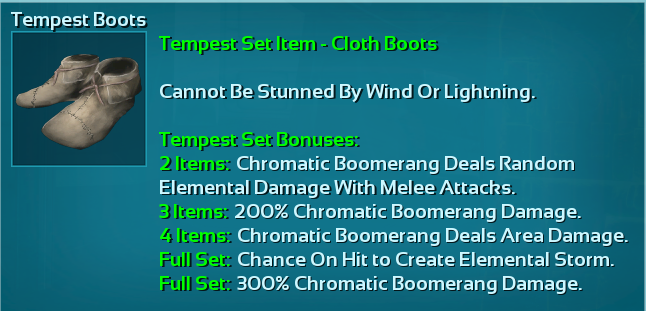 Tempest Boots
Tempest Set Item - Cloth Boots
Cannot Be Stunned By Wind Or Lightning.
Tempest Set Bonuses:
2 Items: Chromatic Boomerang Deals Random
Elemental Damage With Melee Attacks.
3 Items: 200% Chromatic Boomerang Damage.
4 Items: Chromatic Boomerang Deals Area Damage.
Full Set: Chance On Hit to Create Elemental Storm.
Full Set: 300% Chromatic Boomerang Damage.